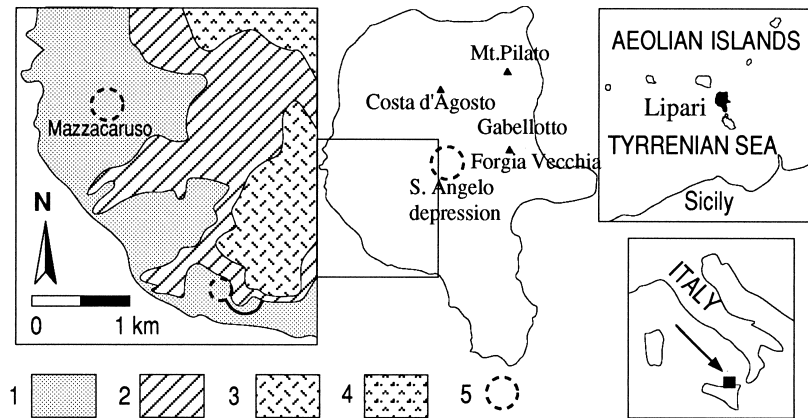 Mazzacaruso
N
0 1 km
Mt.Pilato
Costa d'Agosto
Gabellotto
Forgia Vecchia
S. Angelo
depression
AEOLIAN ISLANDS
Lipari
TYRRENIAN SEA
Sicily
ITALY
1 2 3 4 5